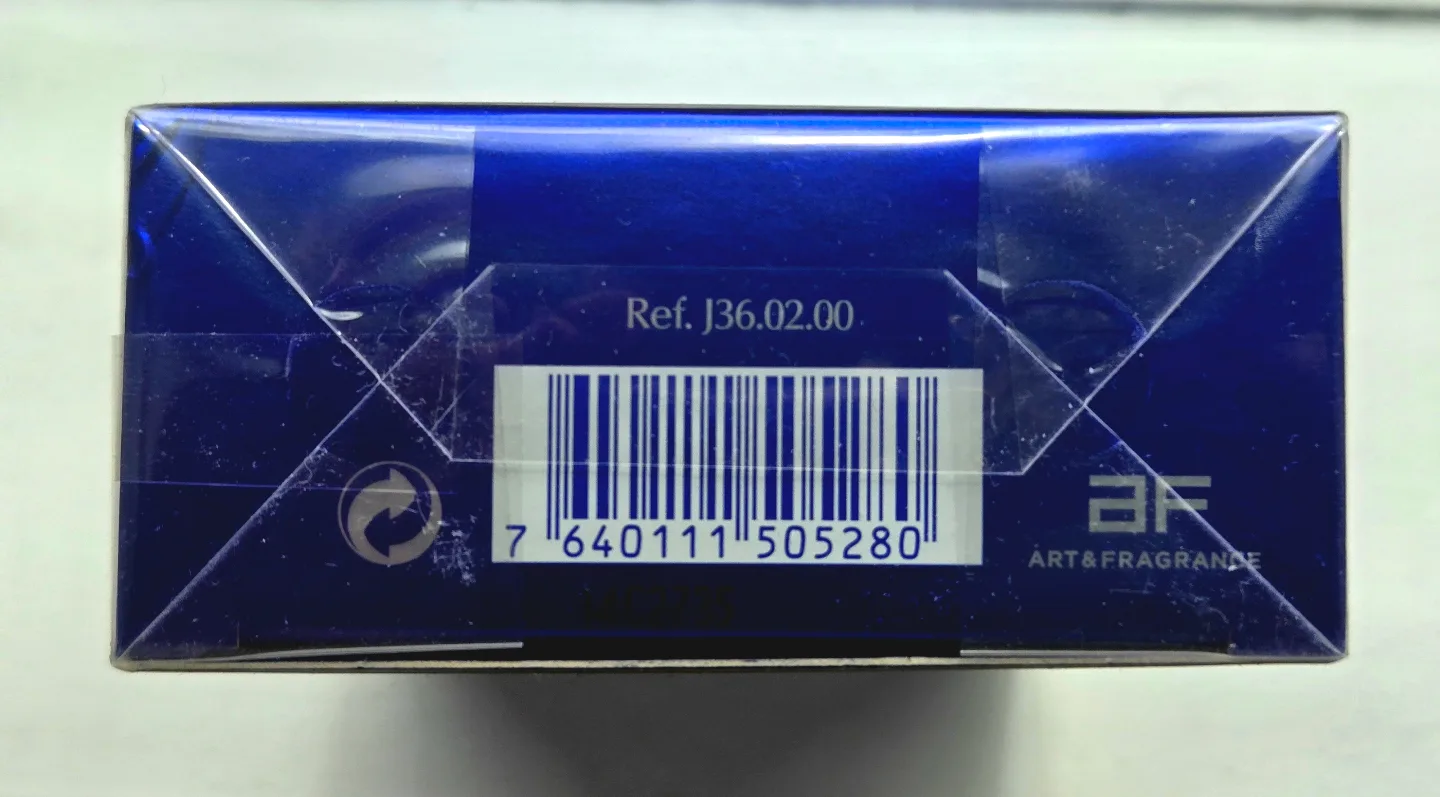 Ref. J36.02.00
7 640111 505280
aF
ART&FRAGRANCE